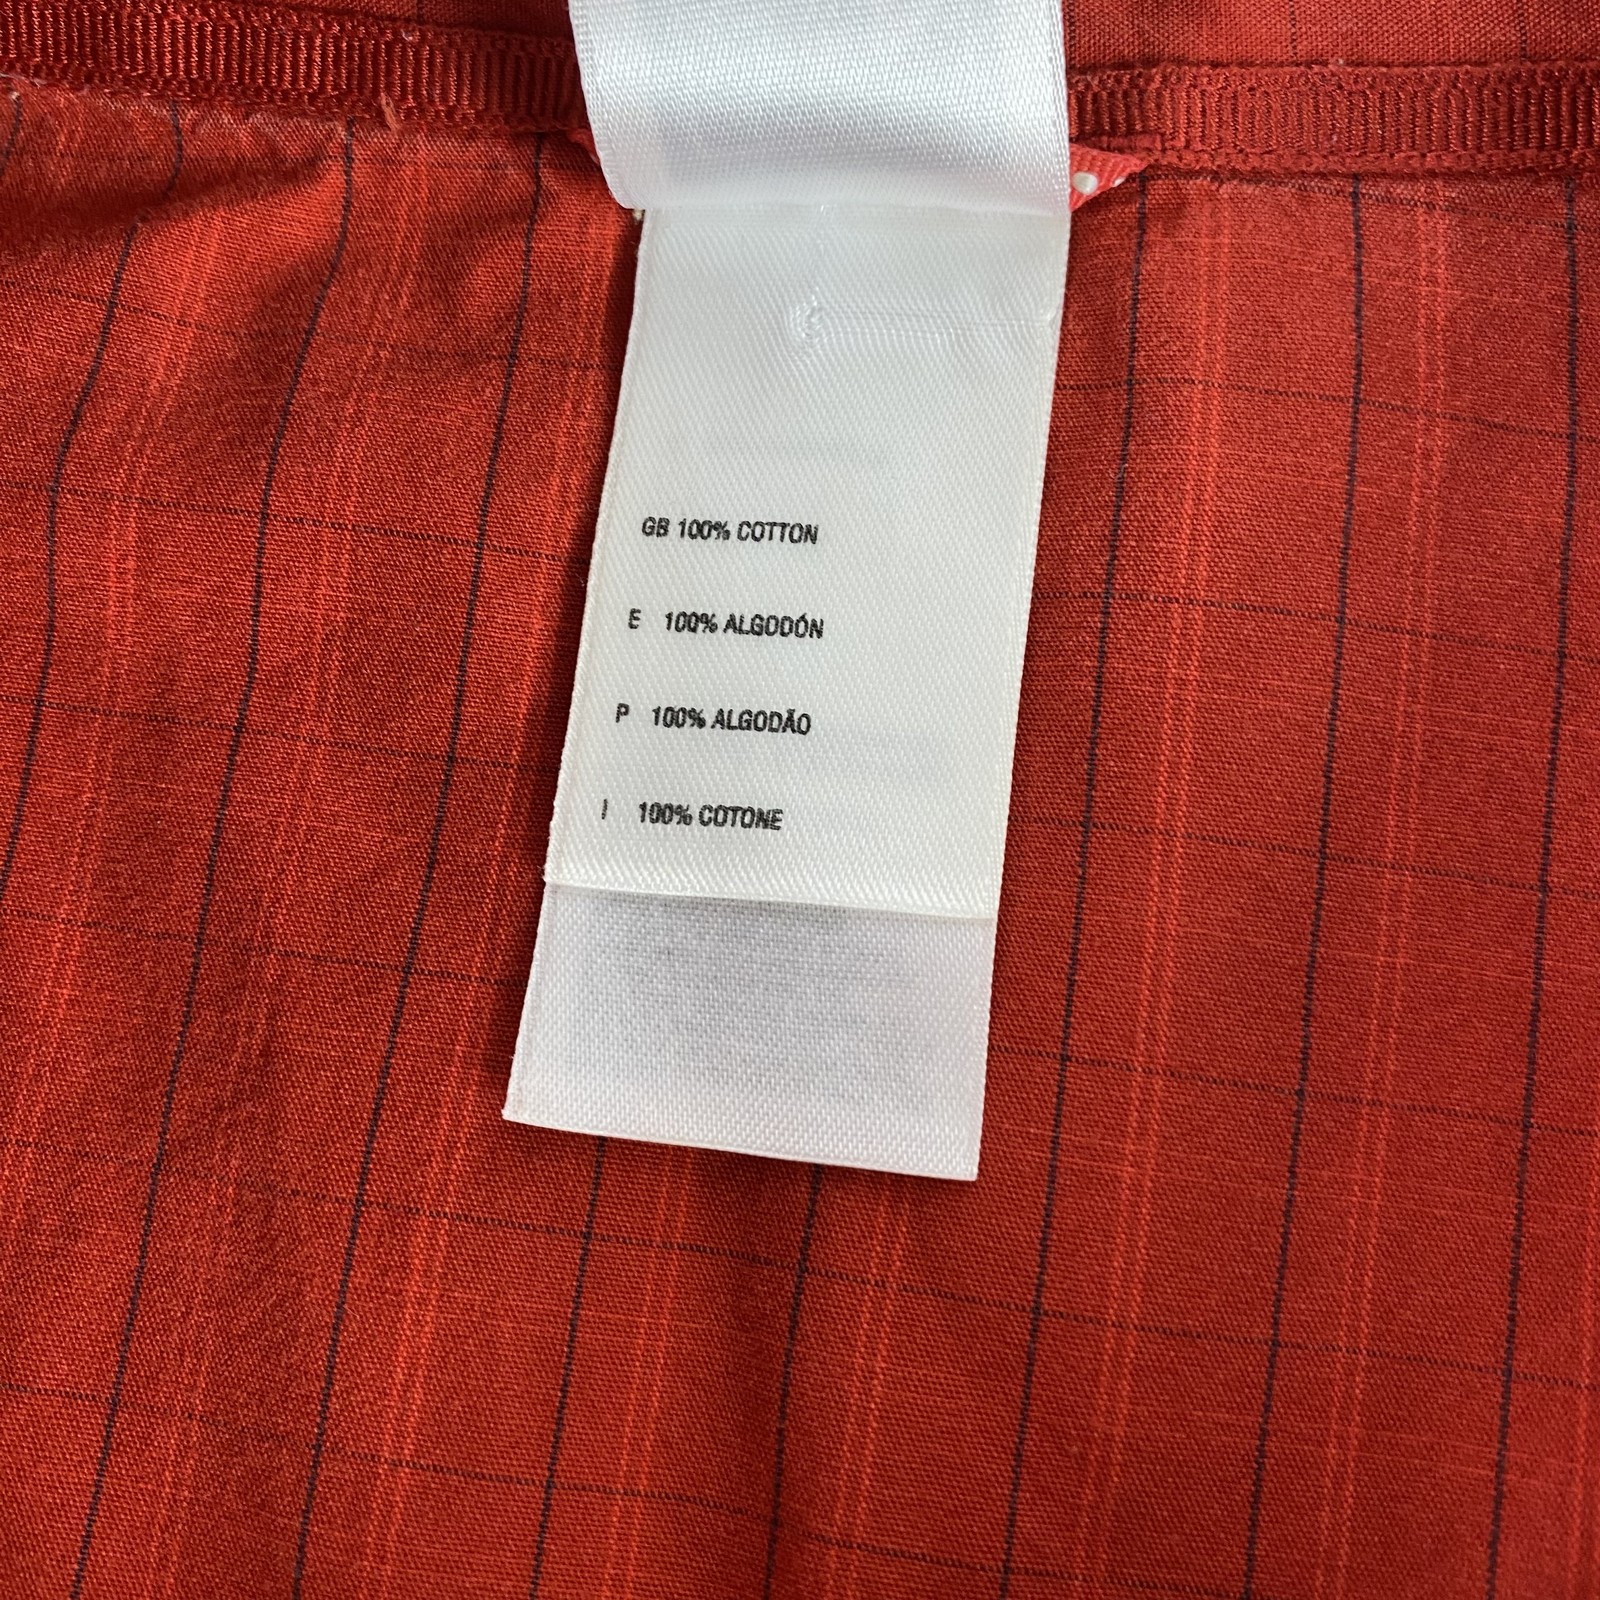 GB 100% COTTON
E 100% ALGODÓN
P 100% ALGODÃO
I 100% COTONE